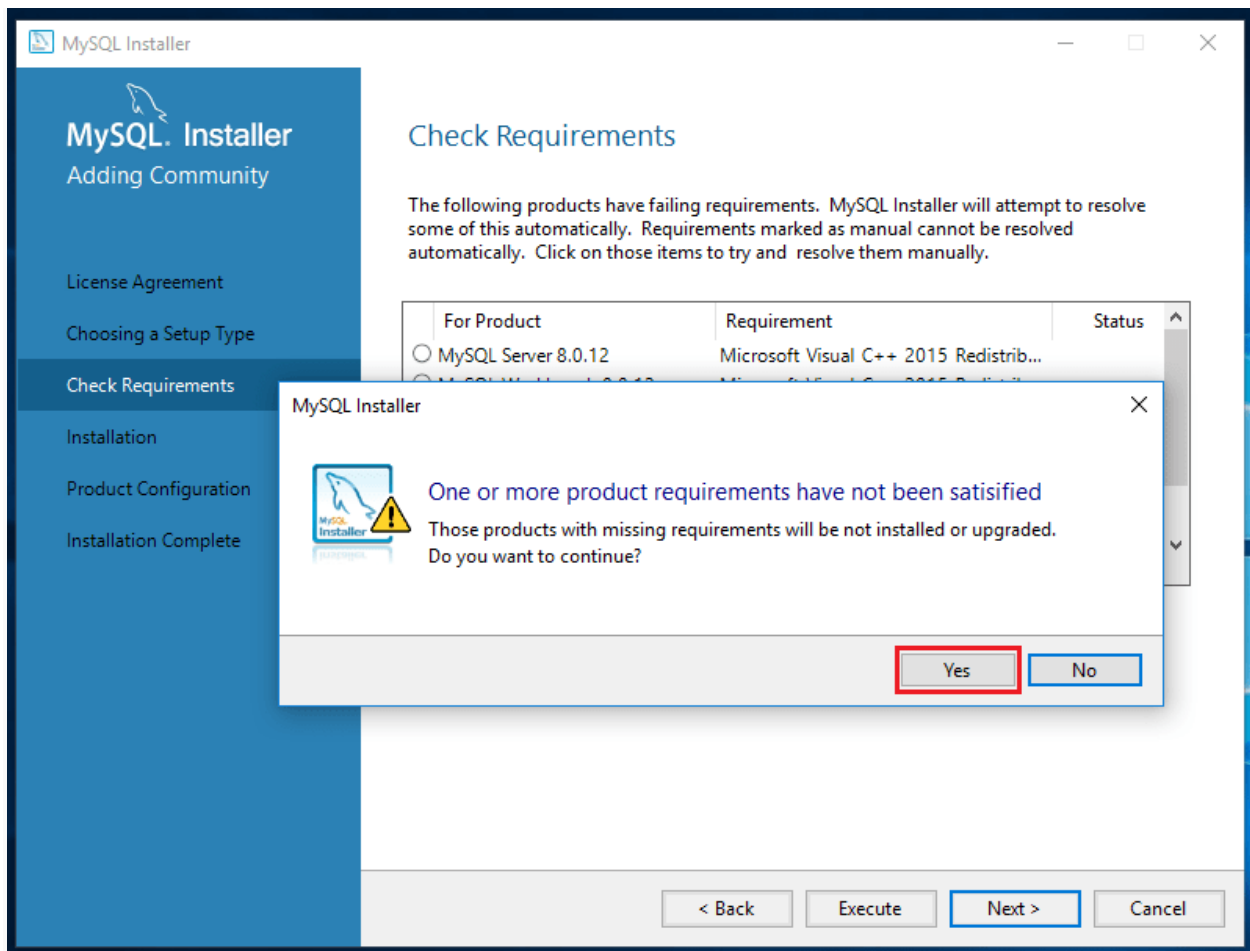 MySQL Installer
MySQL. Installer
Adding Community
License Agreement
Choosing a Setup Type
Check Requirements
Installation
Product Configuration
Installation Complete
Check Requirements
The following products have failing requirements. MySQL Installer will attempt to resolve
some of this automatically. Requirements marked as manual cannot be resolved
automatically. Click on those items to try and resolve them manually.
For Product Requirement Status
MySQL Server 8.0.12 Microsoft Visual C++ 2015 Redistrib...
MySQL Installer
MySQL
Installer
One or more product requirements have not been satisified
Those products with missing requirements will be not installed or upgraded.
Do you want to continue?
Yes No
< Back Execute Next > Cancel